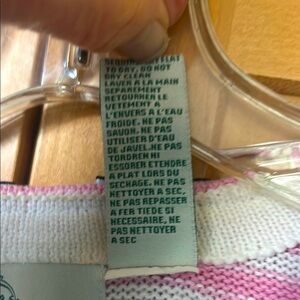 TO DRY. DO NOT
DRY CLEAN
LAVER A LA MAIN
SEPAREMENT
RETOURNER LE
VETEMENT A
L'ENVERS A L'EAU
FROIDE. NE PAS
SAVON. NE PAS
UTILISER D'EAU
DE JAVEL.NE PAS
TORDREN NI
ESSORER ETENDRE
A PLAT LORS DU
SECHAGE. NE PAS
NETTOYER A SEC,
NE PAS REPASSER
A FER TIEDE SI
NECESSAIRE, NE
PAS NETTOYER
A SEC